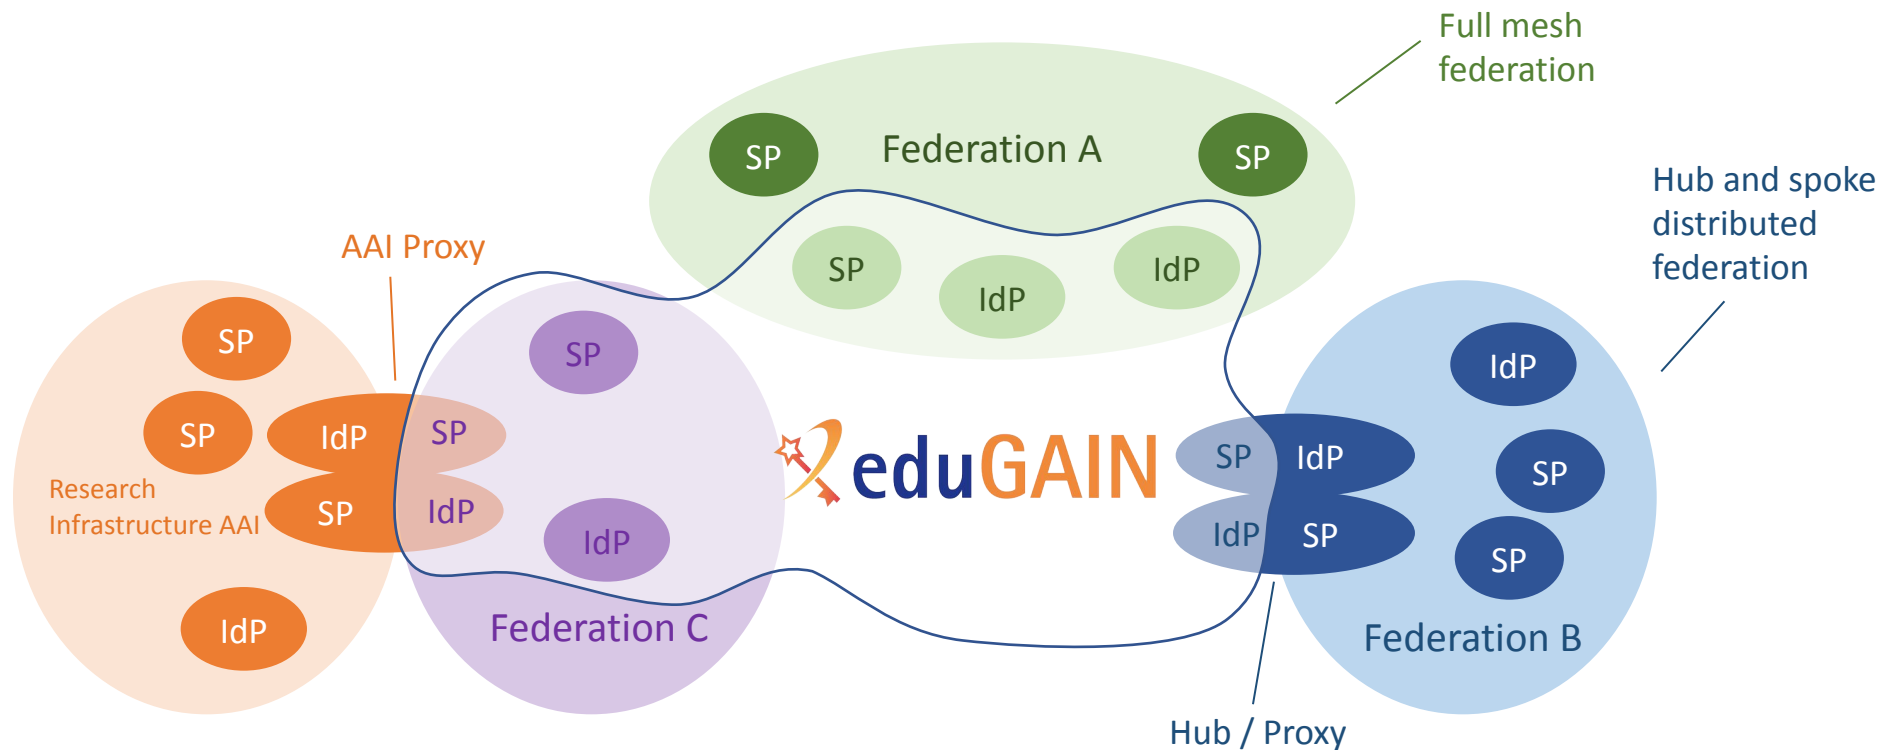 Full mesh
federation
SP
Federation A
SP
Hub and spoke
distributed
federation
AAI Proxy
SP
IdP
IdP
SP
SP
IdP
SP
IdP
SP
SP
IdP
eduGAIN
SP
IdP
SP
Research
Infrastructure AAI
SP
IdP
IdP
IdP
SP
SP
IdP
Federation C
Federation B
Hub / Proxy